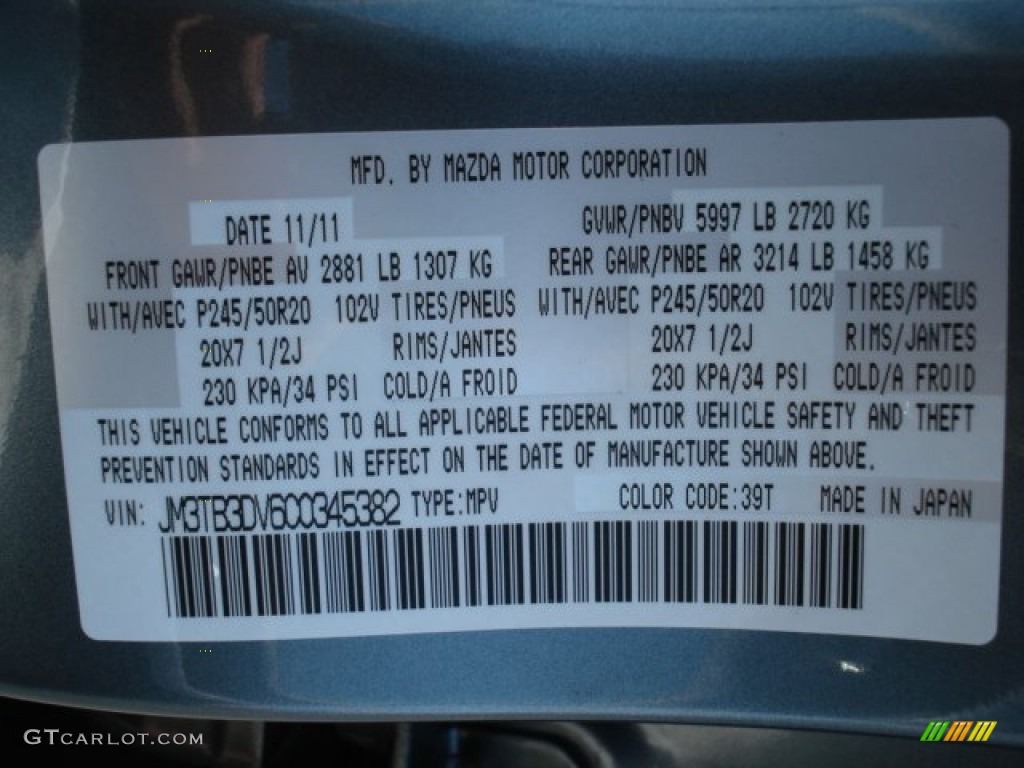 MFD. BY MAZDA MOTOR CORPORATION
DATE 11/11 GVWR/PNBV 5997 LB 2720 KG
FRONT GAWR/PNBE AV 2881 LB 1307 KG REAR GAWR/PNBE AR 3214 LB 1458 KG
WITH/AVEC P245/50R20 102V TIRES/PNEUS WITH/AVEC P245/50R20 102V TIRES/PNEUS
20X7 1/2J RIMS/JANTES 20X7 1/2J RIMS/JANTES
230 KPA/34 PSI COLD/A FROID 230 KPA/34 PSI COLD/A FROID
THIS VEHICLE CONFORMS TO ALL APPLICABLE FEDERAL MOTOR VEHICLE SAFETY AND THEFT
PREVENTION STANDARDS IN EFFECT ON THE DATE OF MANUFACTURE SHOWN ABOVE.
VIN: JM3TB3DV6C0345382 TYPE:MPV COLOR CODE:39T MADE IN JAPAN
GTCARLOT.COM